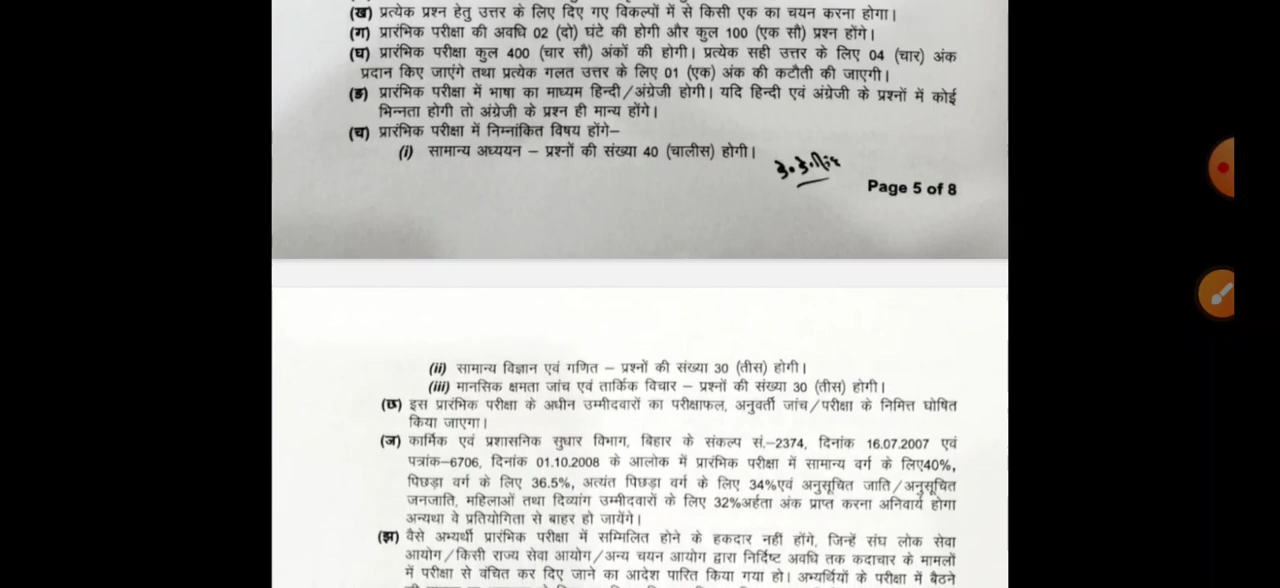 (ख) प्रत्येक प्रश्न हेतु उत्तर के लिए दिए गए विकल्पों में से किसी एक का चयन करना होगा।
(ग) प्रारंभिक परीक्षा की अवधि 02 (दो) घंटे की होगी और कुल 100 (एक सौ) प्रश्न होंगे।
(घ) प्रारंभिक परीक्षा कुल 400 (चार सौ) अंकों की होगी। प्रत्येक सही उत्तर के लिए 04 (चार) अंक
प्रदान किए जाएंगे तथा प्रत्येक गलत उत्तर के लिए 01 (एक) अंक की कटौती की जाएगी।
(ङ) प्रारंभिक परीक्षा में भाषा का माध्यम हिन्दी/अंग्रेजी होगी। यदि हिन्दी एवं अंग्रेजी के प्रश्नों में कोई
भिन्नता होगी तो अंग्रेजी के प्रश्न ही मान्य होंगे।
(च) प्रारंभिक परीक्षा में निम्नांकित विषय होंगे–
(i) सामान्य अध्ययन – प्रश्नों की संख्या 40 (चालीस) होगी।
Page 5 of 8
(ii) सामान्य विज्ञान एवं गणित – प्रश्नों की संख्या 30 (तीस) होगी।
(iii) मानसिक क्षमता जांच एवं तार्किक विचार – प्रश्नों की संख्या 30 (तीस) होगी।
(छ) इस प्रारंभिक परीक्षा के अधीन उम्मीदवारों का परीक्षाफल, अनुवर्ती जांच/परीक्षा के निमित्त घोषित
किया जाएगा।
(ज) कार्मिक एवं प्रशासनिक सुधार विभाग, बिहार के संकल्प सं.–2374, दिनांक 16.07.2007 एवं
पत्रांक–6706, दिनांक 01.10.2008 के आलोक में प्रारंभिक परीक्षा में सामान्य वर्ग के लिए40%,
पिछड़ा वर्ग के लिए 36.5%, अत्यंत पिछड़ा वर्ग के लिए 34%एवं अनुसूचित जाति/अनुसूचित
जनजाति, महिलाओं तथा दिव्यांग उम्मीदवारों के लिए 32%अर्हता अंक प्राप्त करना अनिवार्य होगा
अन्यथा वे प्रतियोगिता से बाहर हो जायेंगे।
(झ) वैसे अभ्यर्थी प्रारंभिक परीक्षा में सम्मिलित होने के हकदार नहीं होंगे, जिन्हें संघ लोक सेवा
आयोग/किसी राज्य सेवा आयोग/अन्य चयन आयोग द्वारा निर्दिष्ट अवधि तक कदाचार के मामलों
में परीक्षा से वंचित कर दिए जाने का आदेश पारित किया गया हो। अभ्यर्थियों के परीक्षा में बैठने